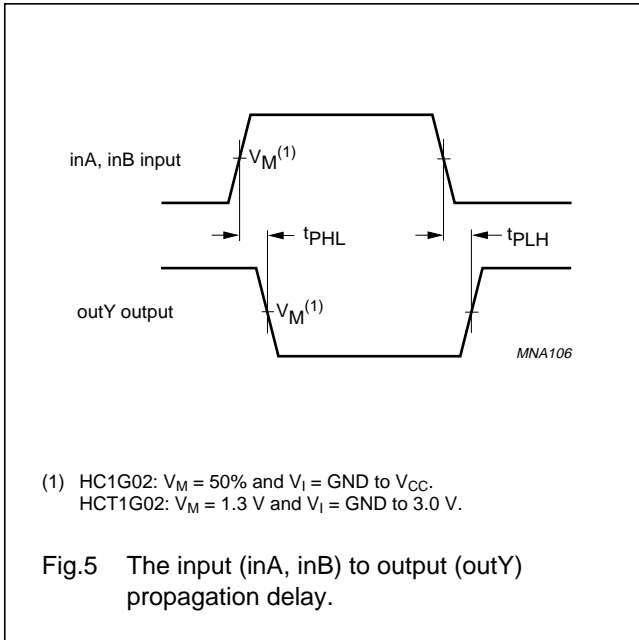 inA, inB input
V_M(1)
t_PHL
t_PLH
outY output
V_M(1)
MNA106
(1) HC1G02: V_M = 50% and V_I = GND to V_CC.
HCT1G02: V_M = 1.3 V and V_I = GND to 3.0 V.
Fig.5 The input (inA, inB) to output (outY)
propagation delay.